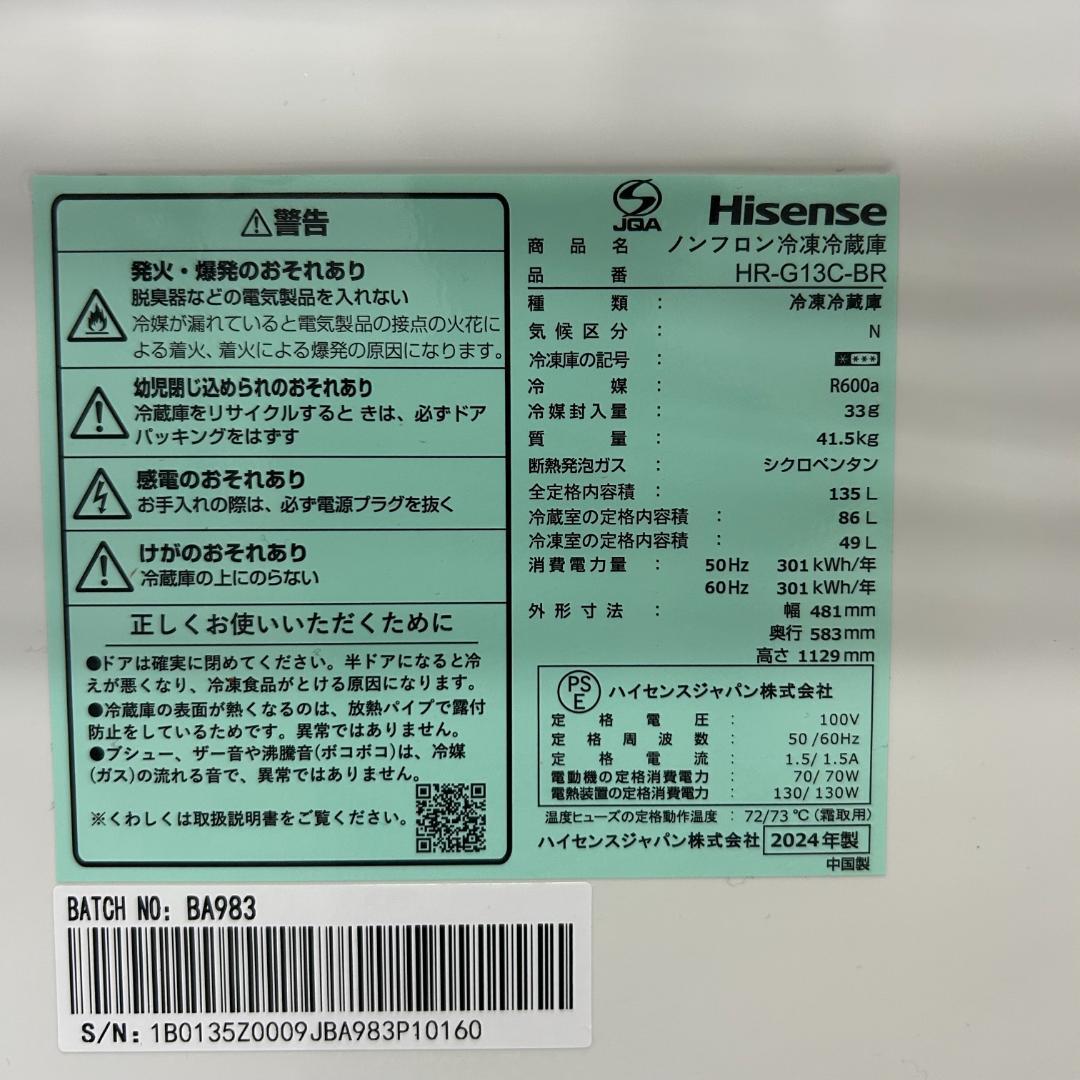 ⚠警告
発火・爆発のおそれあり
脱臭器などの電気製品を入れない
冷媒が漏れていると電気製品の接点の火花に
よる着火、着火による爆発の原因になります。
幼児閉じ込められのおそれあり
冷蔵庫をリサイクルすると きは、必ずドア
パッキングをはずす
感電のおそれあり
お手入れの際は、必ず電源プラグを抜く
けがのおそれあり
冷蔵庫の上にのらない
正しくお使いいただくために
●ドアは確実に閉めてください。半ドアになると冷
えが悪くなり、冷凍食品がとける原因になります。
●冷蔵庫の表面が熱くなるのは、放熱パイプで露付
防止をしているためです。異常ではありません。
●プシュー、ザー音や沸騰音(ボコボコ)は、冷媒
(ガス)の流れる音で、異常ではありません。
※くわしくは取扱説明書をご覧ください。
JQA
Hisense
商品名 ノンフロン冷凍冷蔵庫
品番 HR-G13C-BR
種類 : 冷凍冷蔵庫
気候区分 : N
冷凍庫の記号 : * ***
冷媒 : R600a
冷媒封入量 : 33g
質量 : 41.5kg
断熱発泡ガス : シクロペンタン
全定格内容積 : 135 L
冷蔵室の定格内容積 : 86 L
冷凍室の定格内容積 : 49 L
消費電力量 : 50Hz 301 kWh/年
60Hz 301 kWh/年
外形寸法 : 幅 481mm
奥行 583mm
高さ 1129mm
PSE ハイセンスジャパン株式会社
定格電圧 : 100V
定格周波数 : 50/60Hz
定格電流 : 1.5/1.5A
電動機の定格消費電力 : 70/70W
電熱装置の定格消費電力 : 130/130W
温度ヒューズの定格動作温度 : 72/73℃(霜取用)
ハイセンスジャパン株式会社 2024年製
中国製
BATCH NO: BA983
S/N: 1B0135Z0009JBA983P10160